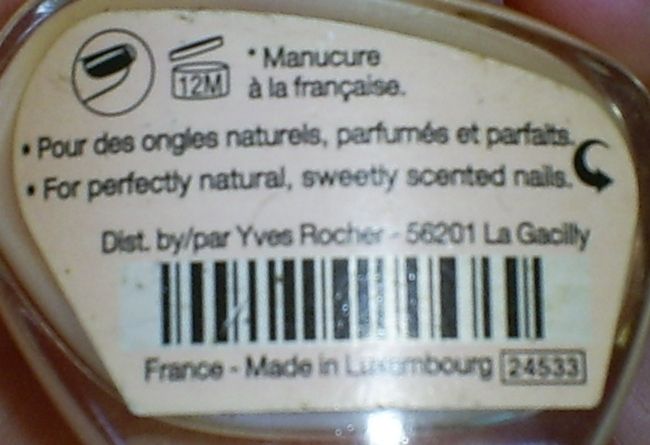 12M
• Manucure
à la française.
• Pour des ongles naturels, parfumés et parfaits.
• For perfectly natural, sweetly scented nails.
Dist. by/par Yves Rocher - 56201 La Gacilly
France - Made in Luxembourg 24533